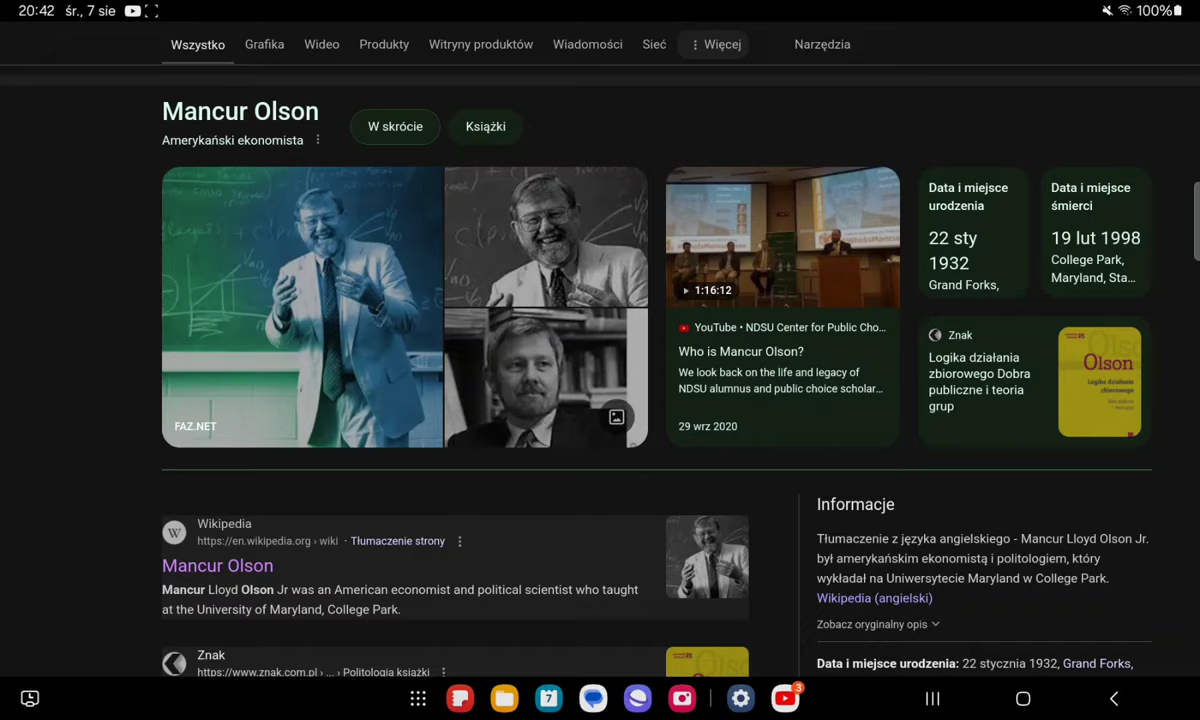 20:42 śr., 7 sie 100%
Wszystko Grafika Wideo Produkty Witryny produktów Wiadomości Sieć Więcej Narzędzia
Mancur Olson
Amerykański ekonomista
W skrócie Książki
FAZ.NET
1:16:12
YouTube • NDSU Center for Public Cho...
Who is Mancur Olson?
We look back on the life and legacy of
NDSU alumnus and public choice scholar...
29 wrz 2020
Data i miejsce
urodzenia
22 sty
1932
Grand Forks,
Data i miejsce
śmierci
19 lut 1998
College Park,
Maryland, Sta...
Znak
Logika działania
zbiorowego Dobra
publiczne i teoria
grup
Olson
Logika działania
zbiorowego
Wikipedia
https://en.wikipedia.org › wiki · Tłumaczenie strony
Mancur Olson
Mancur Lloyd Olson Jr was an American economist and political scientist who taught
at the University of Maryland, College Park.
Znak
https://www.znak.com.pl › ... › Politologia książki
Informacje
Tłumaczenie z języka angielskiego - Mancur Lloyd Olson Jr.
był amerykańskim ekonomistą i politologiem, który
wykładał na Uniwersytecie Maryland w College Park.
Wikipedia (angielski)
Zobacz oryginalny opis
Data i miejsce urodzenia: 22 stycznia 1932, Grand Forks,
7
3